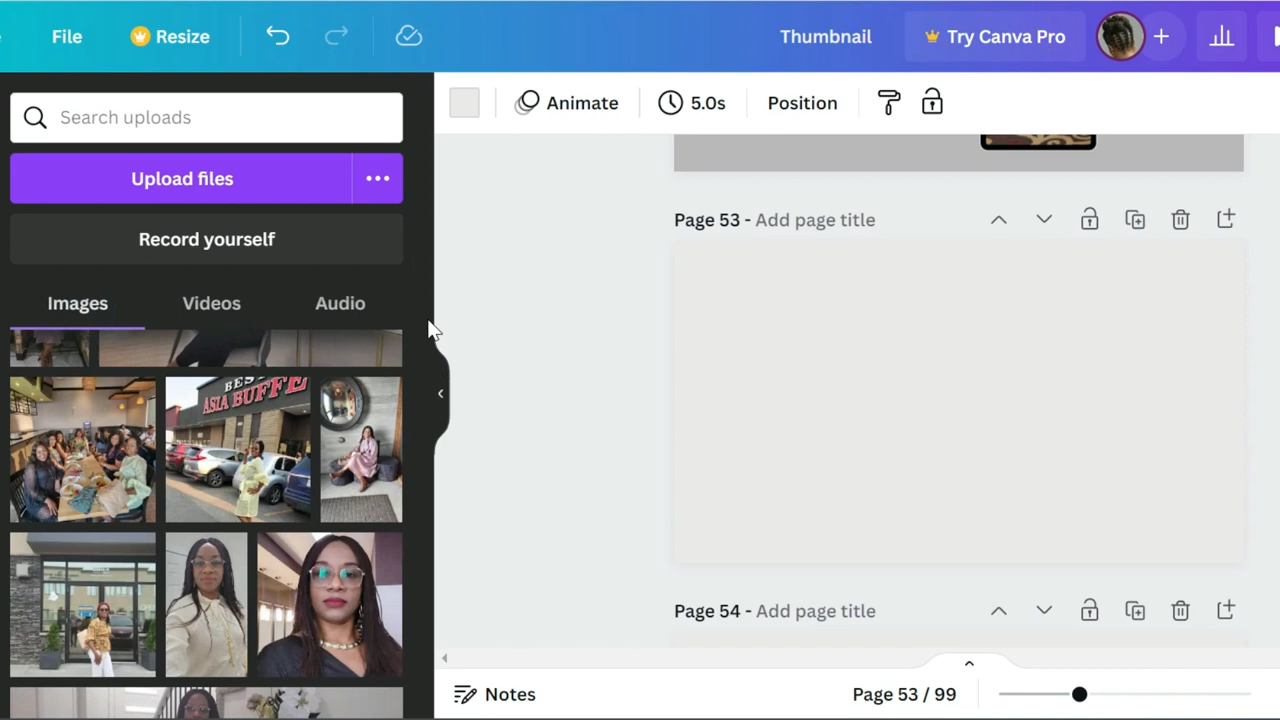 File
Resize
Thumbnail
Try Canva Pro
Search uploads
Animate
5.0s
Position
Upload files
Record yourself
Page 53 - Add page title
Images
Videos
Audio
ASIA BUFFE
Page 54 - Add page title
Notes
Page 53 / 99